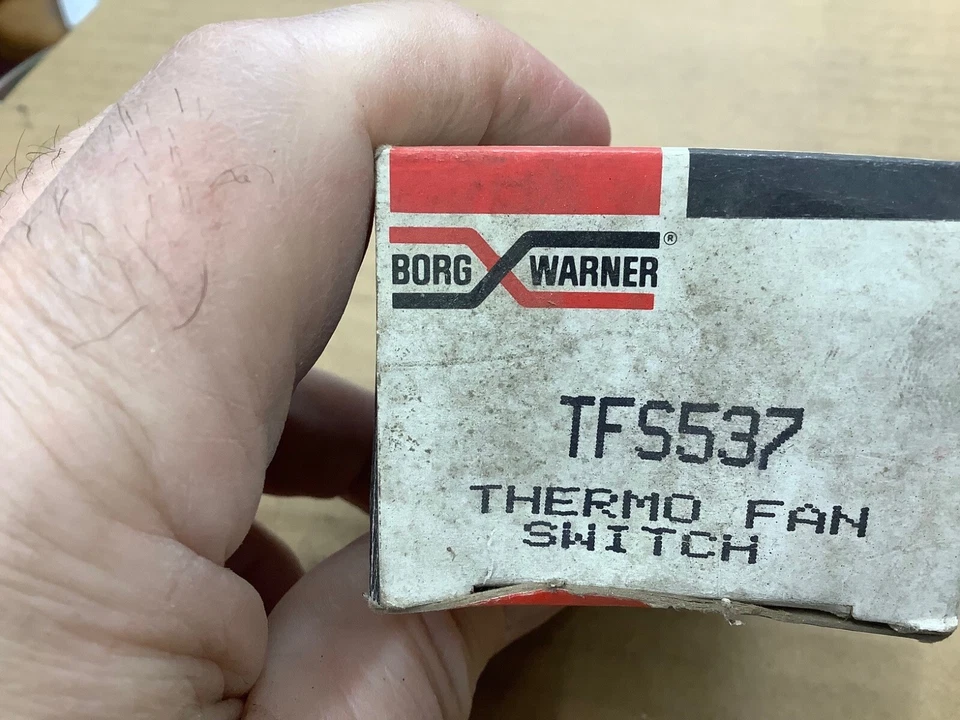 BORG WARNER®
TFS537
THERMO FAN
SWITCH